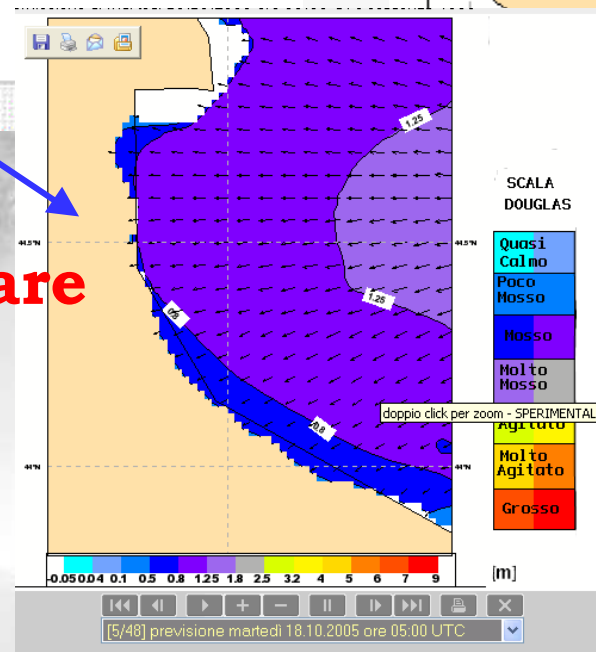 1.25
SCALA
DOUGLAS
44.5°N
44.5°N
Quasi
Calmo
Poco
Mosso
are
1.25
0.8
Mosso
Molto
Mosso
doppio click per zoom - SPERIMENTAL
0.8
Agitato
44°N
44°N
Molto
Agitato
Grosso
-0.05 0.04 0.1 0.5 0.8 1.25 1.8 2.5 3.2 4 5 6 7 9
[m]
[5/48] previsione martedì 18.10.2005 ore 05:00 UTC